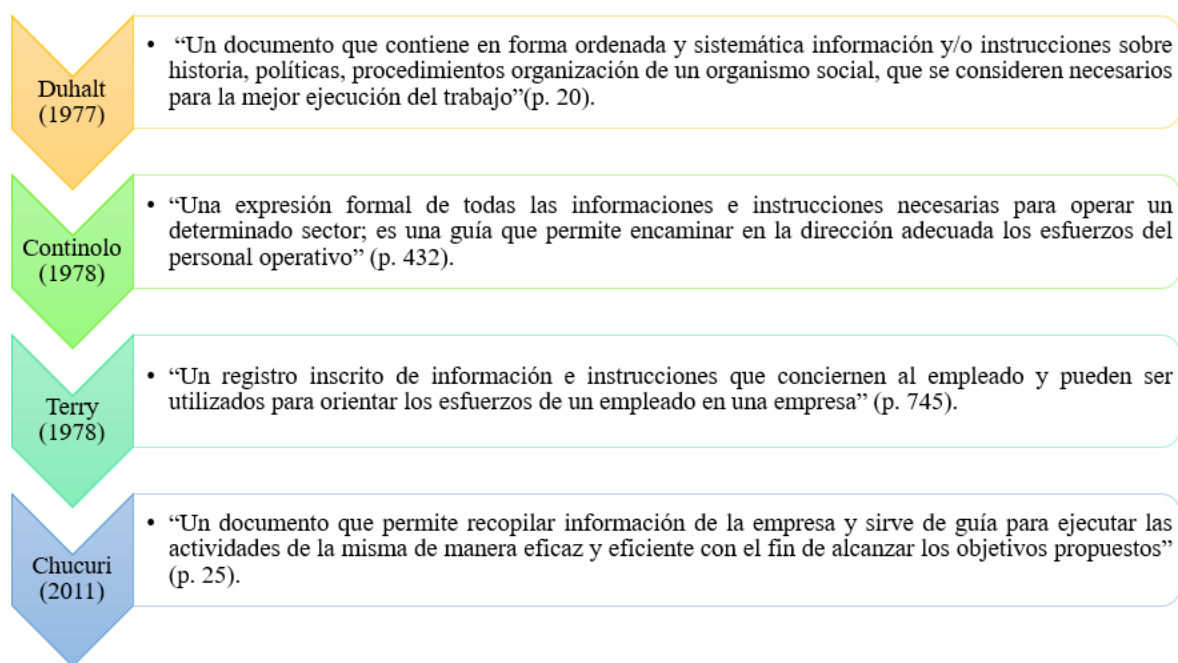 Duhalt
(1977)
• “Un documento que contiene en forma ordenada y sistemática información y/o instrucciones sobre
historia, políticas, procedimientos organización de un organismo social, que se consideren necesarios
para la mejor ejecución del trabajo”(p. 20).
Continolo
(1978)
• “Una expresión formal de todas las informaciones e instrucciones necesarias para operar un
determinado sector; es una guía que permite encaminar en la dirección adecuada los esfuerzos del
personal operativo” (p. 432).
Terry
(1978)
• “Un registro inscrito de información e instrucciones que conciernen al empleado y pueden ser
utilizados para orientar los esfuerzos de un empleado en una empresa” (p. 745).
Chucuri
(2011)
• “Un documento que permite recopilar información de la empresa y sirve de guía para ejecutar las
actividades de la misma de manera eficaz y eficiente con el fin de alcanzar los objetivos propuestos”
(p. 25).